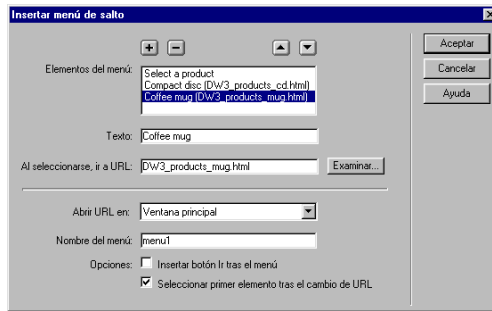 Insertar menú de salto
Aceptar
Cancelar
Ayuda
Elementos del menú:
Select a product
Compact disc (DW3_products_cd.html)
Coffee mug (DW3_products_mug.html)
Texto: Coffee mug
Al seleccionarse, ir a URL: DW3_products_mug.html Examinar...
Abrir URL en: Ventana principal
Nombre del menú: menu1
Opciones: Insertar botón Ir tras el menú
Seleccionar primer elemento tras el cambio de URL